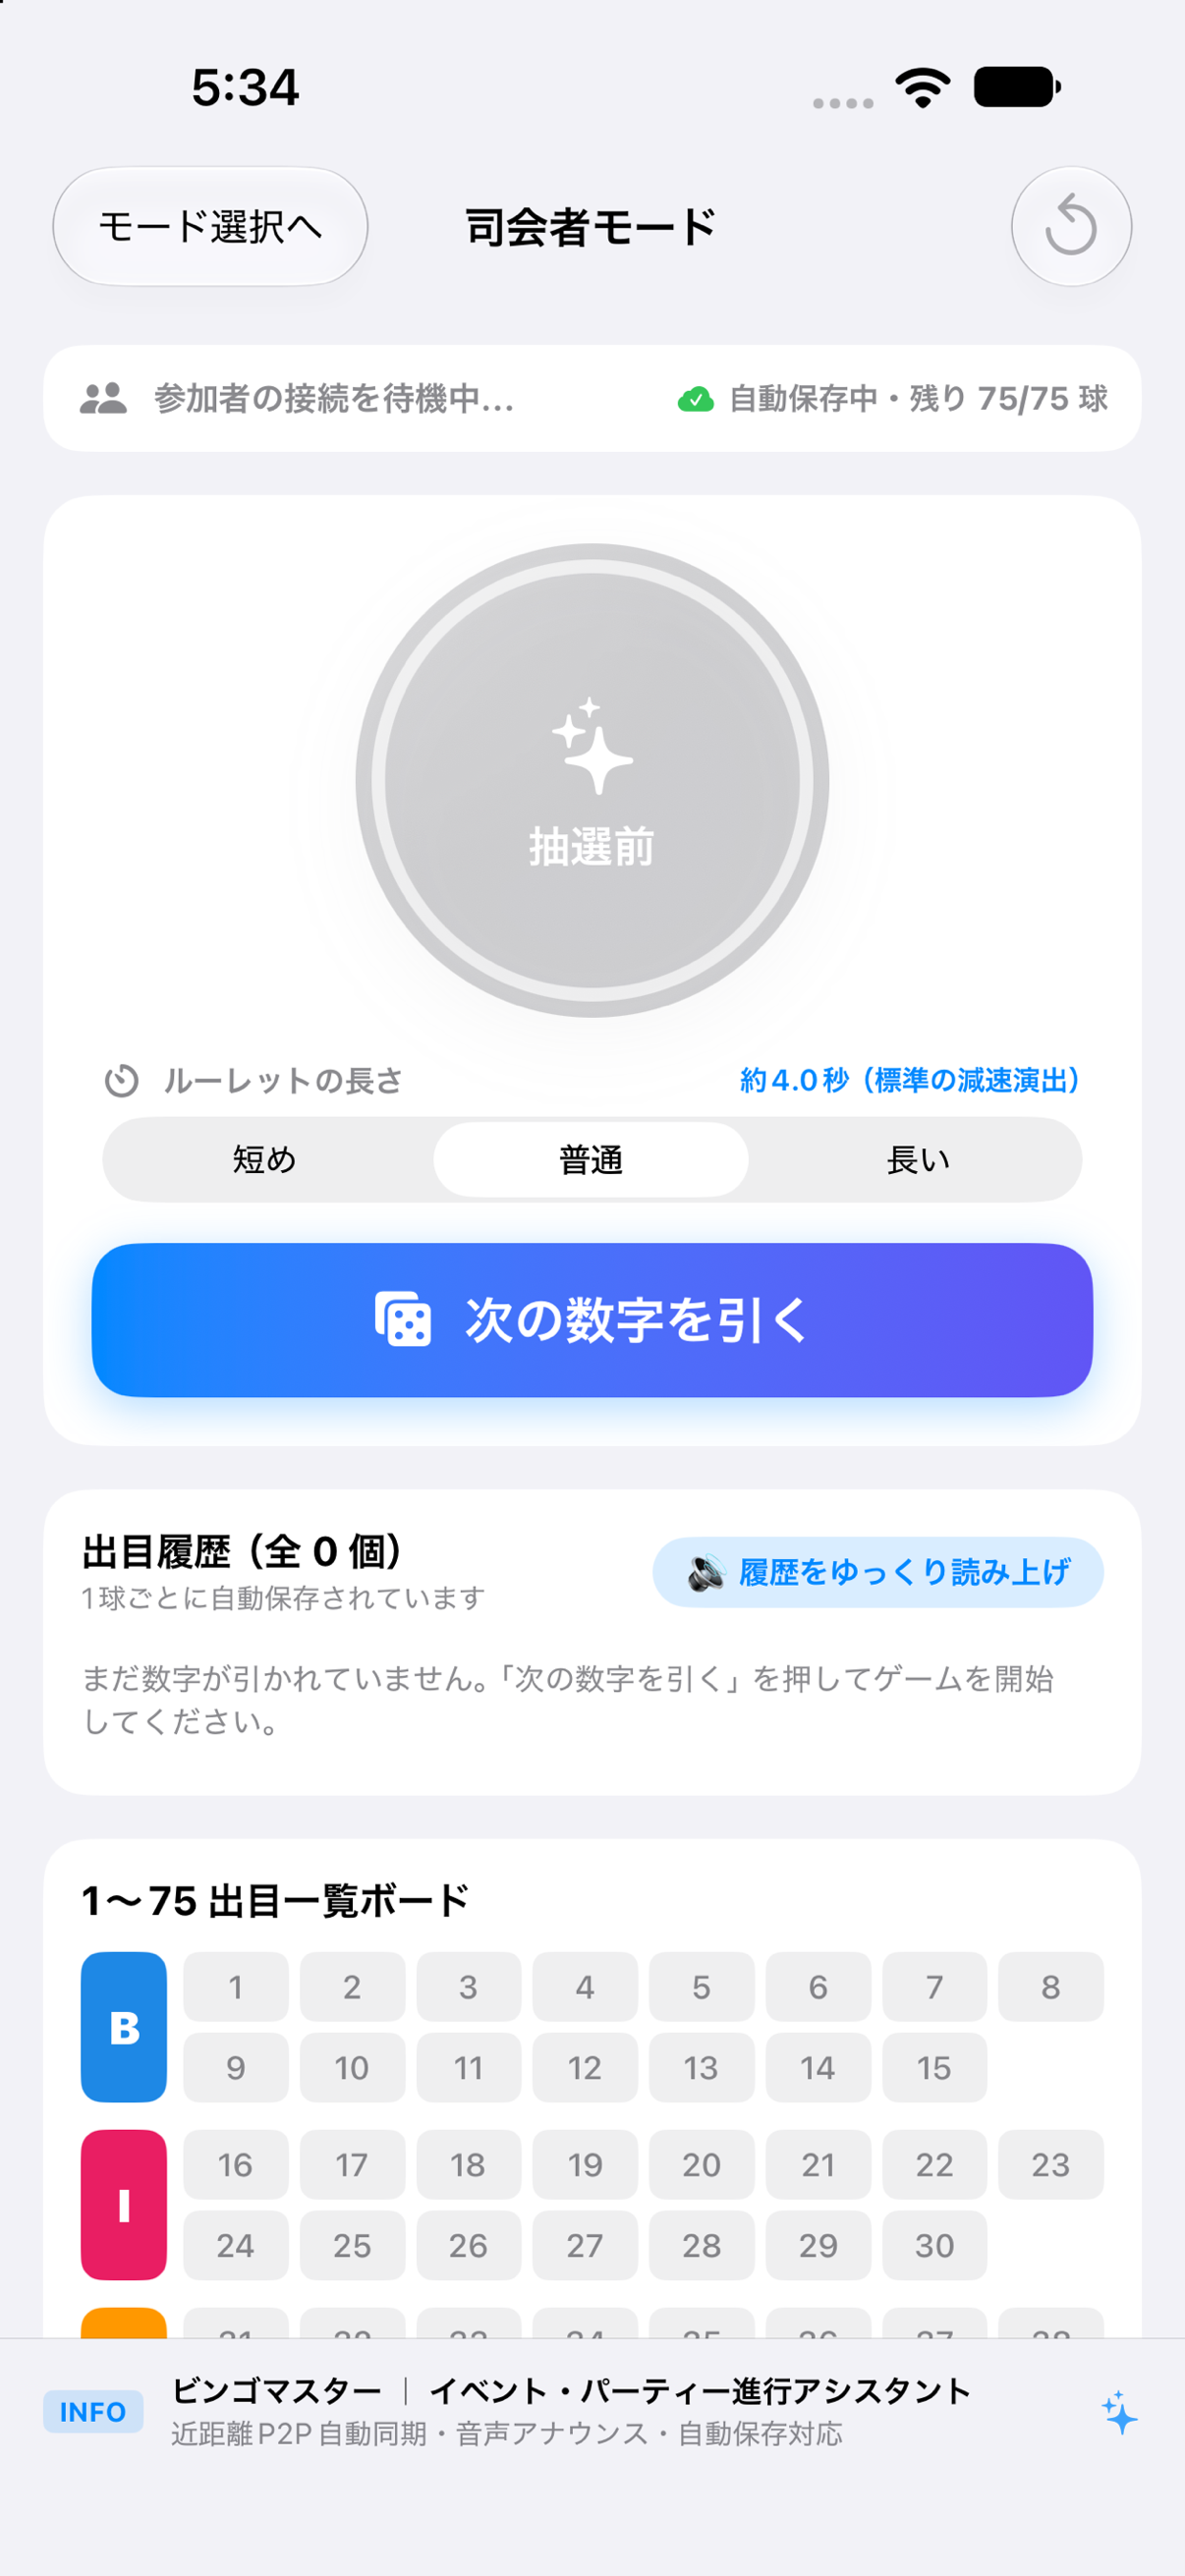 5:34
モード選択へ
司会者モード
参加者の接続を待機中...
自動保存中・残り 75/75 球
抽選前
ルーレットの長さ
約4.0秒（標準の減速演出）
短め
普通
長い
次の数字を引く
出目履歴（全 0 個）
1球ごとに自動保存されています
履歴をゆっくり読み上げ
まだ数字が引かれていません。「次の数字を引く」を押してゲームを開始
してください。
1〜75 出目一覧ボード
B
1 2 3 4 5 6 7 8
9 10 11 12 13 14 15
I
16 17 18 19 20 21 22 23
24 25 26 27 28 29 30
31 32 33 34 35 36 37 38
INFO
ビンゴマスター ｜ イベント・パーティー進行アシスタント
近距離P2P自動同期・音声アナウンス・自動保存対応